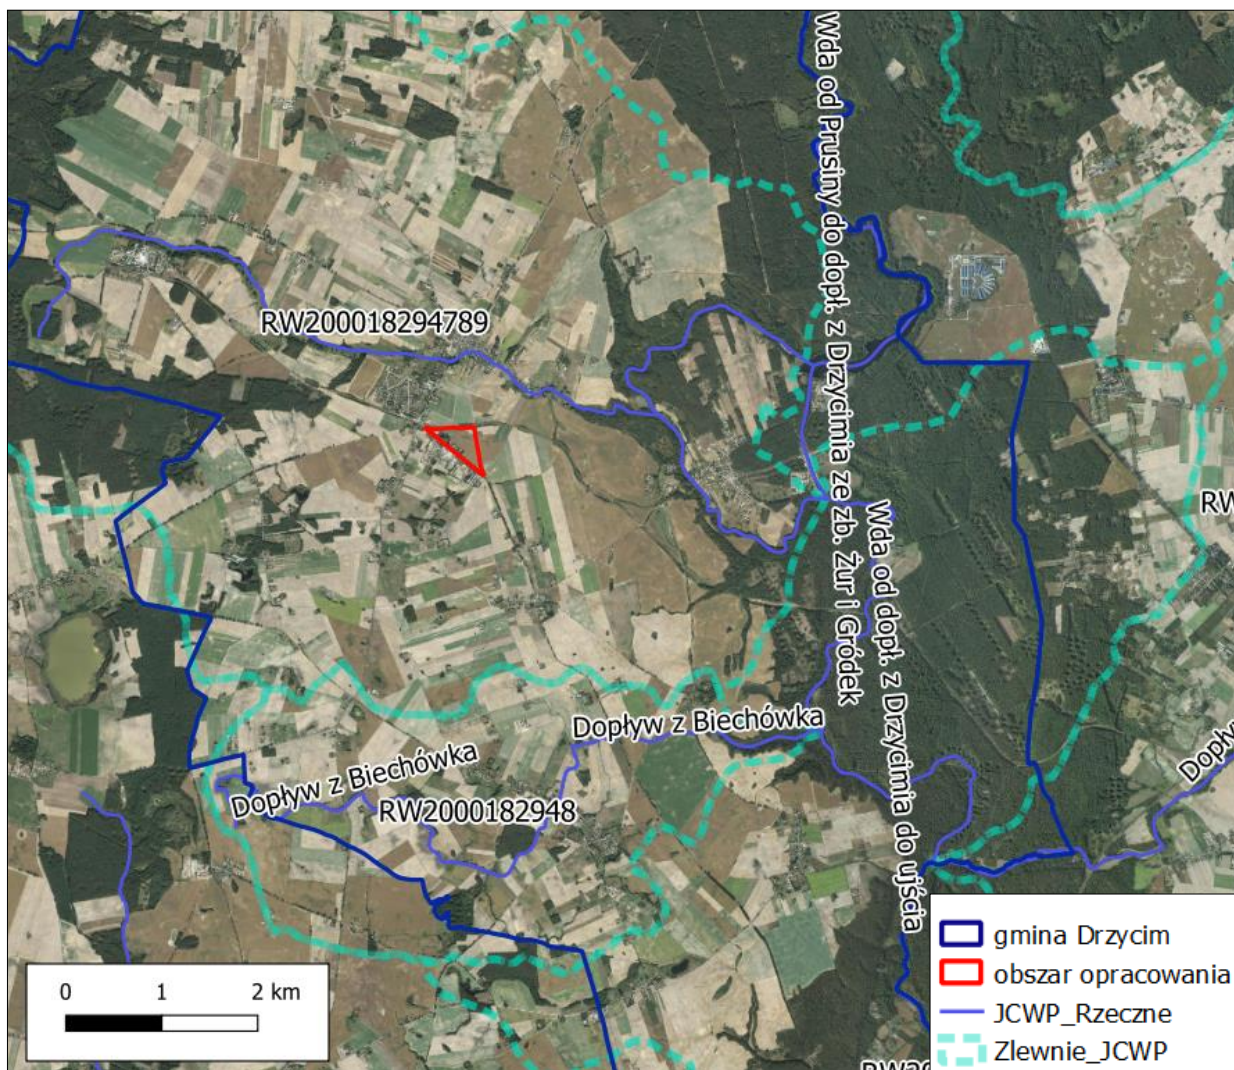 Wda od Prusiny do dopł. z Drzycimia ze zb. Żur i Gródek
RW200018294789
RW
Wda od dopł. z Drzycimia do ujścia
Dopływ z Biechówka
Dopływ z Biechówka
RW2000182948
gmina Drzycim
obszar opracowania
JCWP_Rzeczne
Zlewnie_JCWP
0 1 2 km